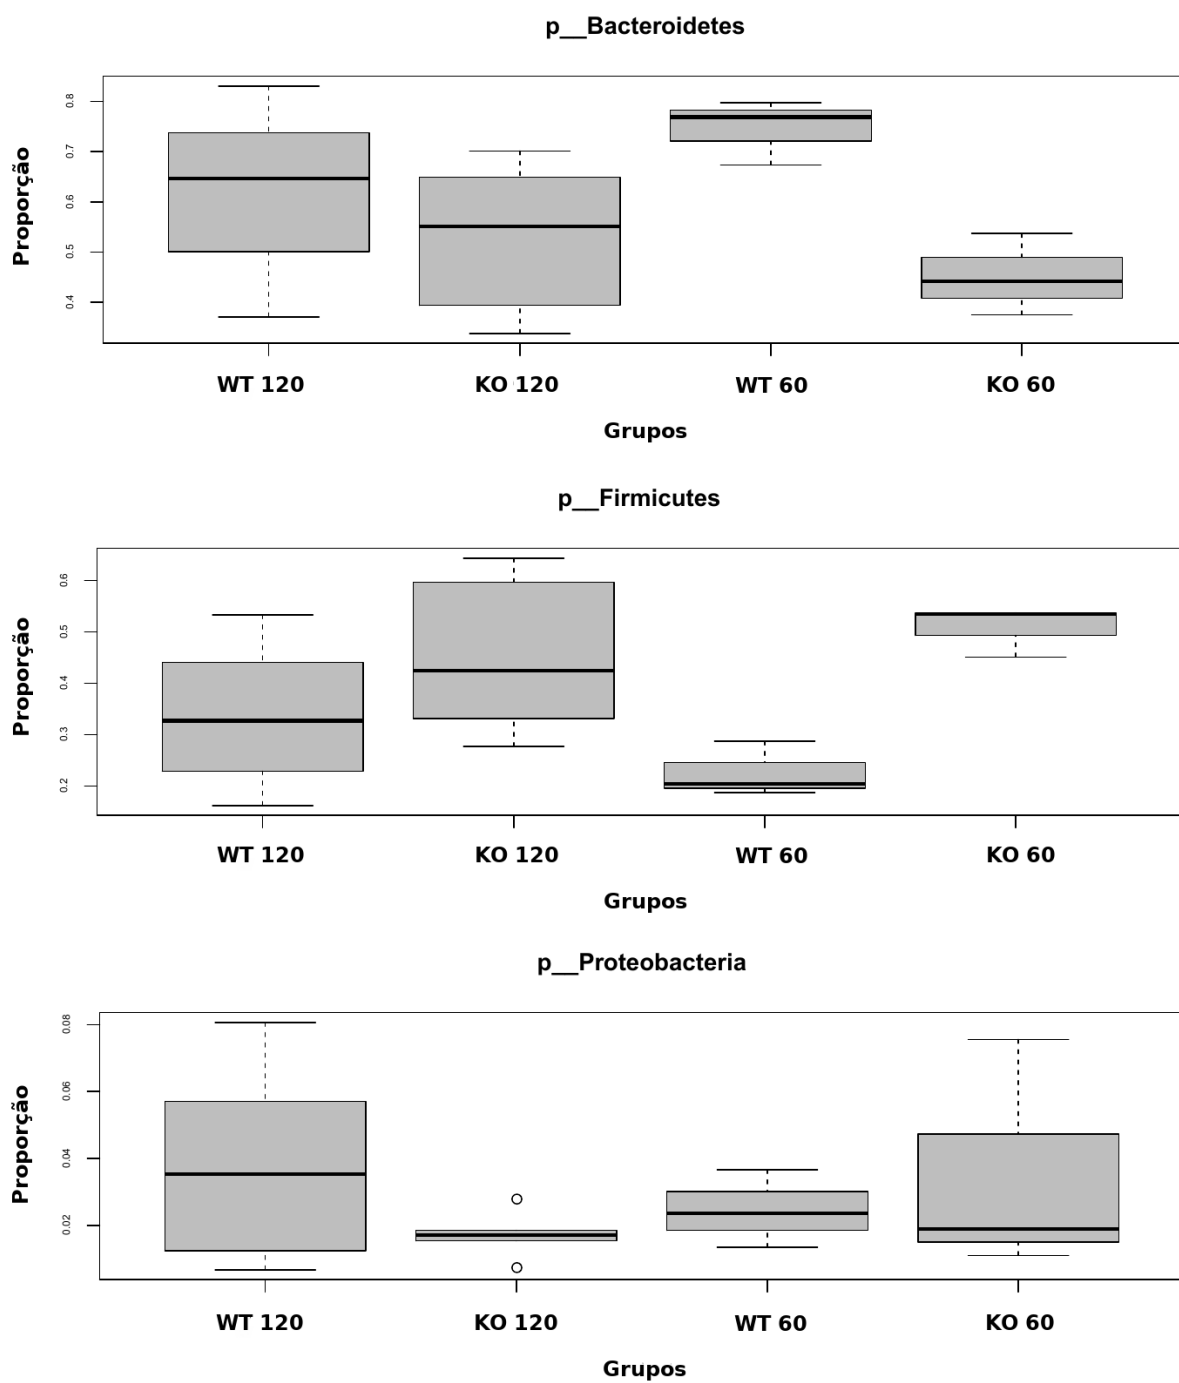 p__Bacteroidetes
Proporção
0.8
0.7
0.6
0.5
0.4
WT 120 KO 120 WT 60 KO 60
Grupos
p__Firmicutes
Proporção
0.6
0.5
0.4
0.3
0.2
WT 120 KO 120 WT 60 KO 60
Grupos
p__Proteobacteria
Proporção
0.08
0.06
0.04
0.02
WT 120 KO 120 WT 60 KO 60
Grupos